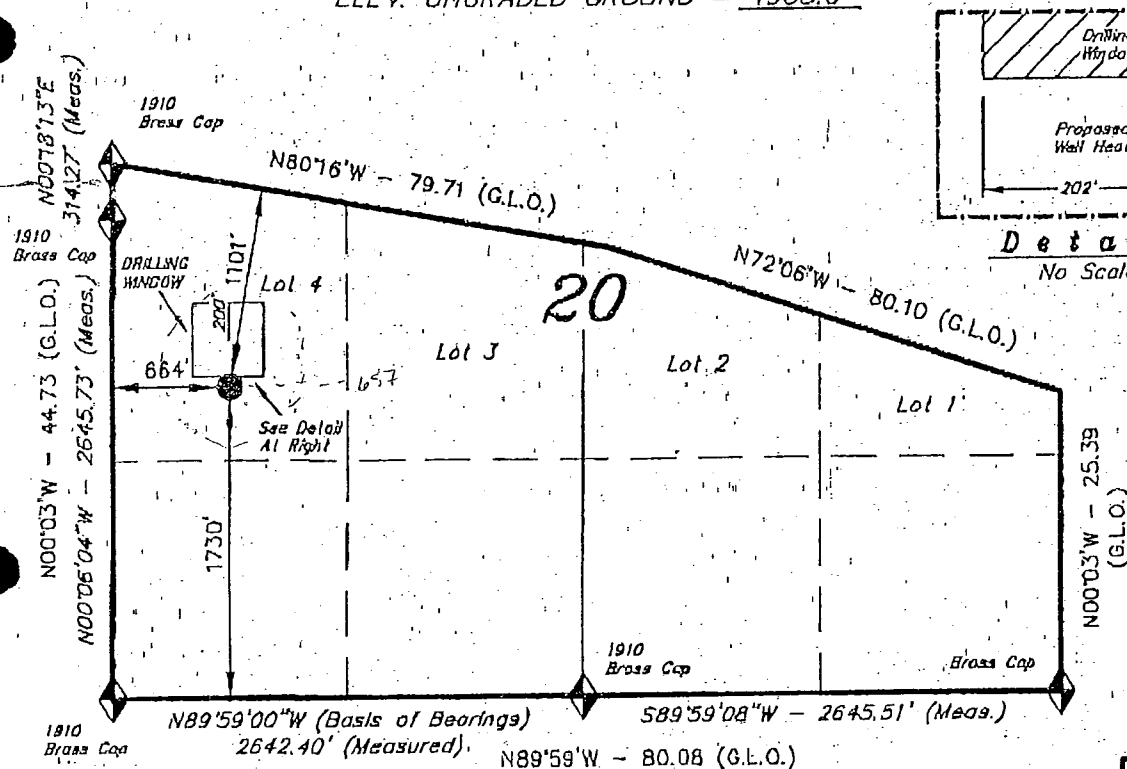 ELEV. UNGRADED GROUND =
Drilling
Window
Proposed
Well Head
202'
Detail
No Scale
1910
Brass Cap
N00°18'13"E
314.27' (Meas.)
N80°16'W - 79.71 (G.L.O.)
1910
Brass Cap
DRILLING
WINDOW
1101'
200'
Lot 4
20
N72°06'W - 80.10 (G.L.O.)
Lot 3
Lot 2
Lot 1
664'
657
See Detail
At Right
N00°03'W - 44.73 (G.L.O.)
N00°06'04"W - 2645.73' (Meas.)
1730'
N00°03'W - 25.39
(G.L.O.)
1910
Brass Cap
Brass Cap
1910
Brass Cap
N89°59'00"W (Basis of Bearings)
2642.40' (Measured)
S89°59'08"W - 2645.51' (Meas.)
N89°59'W - 80.08 (G.L.O.)